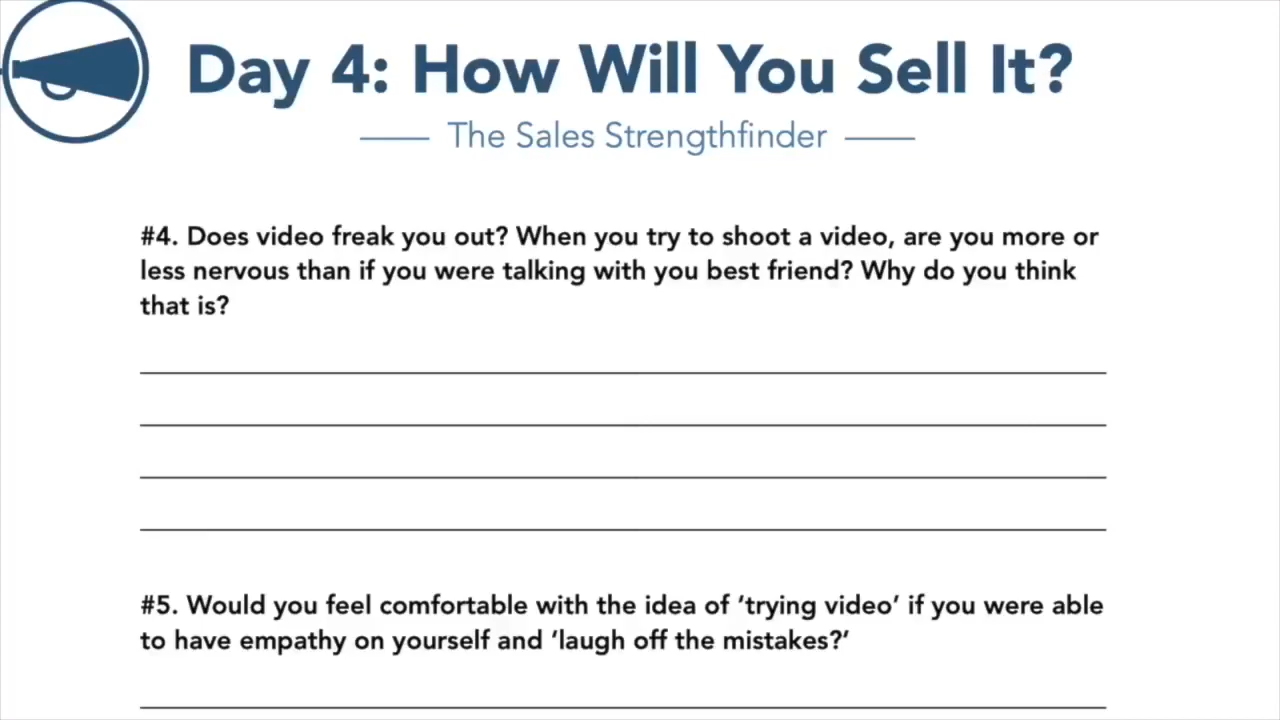 Day 4: How Will You Sell It?
The Sales Strengthfinder
#4. Does video freak you out? When you try to shoot a video, are you more or
less nervous than if you were talking with you best friend? Why do you think
that is?
#5. Would you feel comfortable with the idea of ‘trying video’ if you were able
to have empathy on yourself and ‘laugh off the mistakes?’